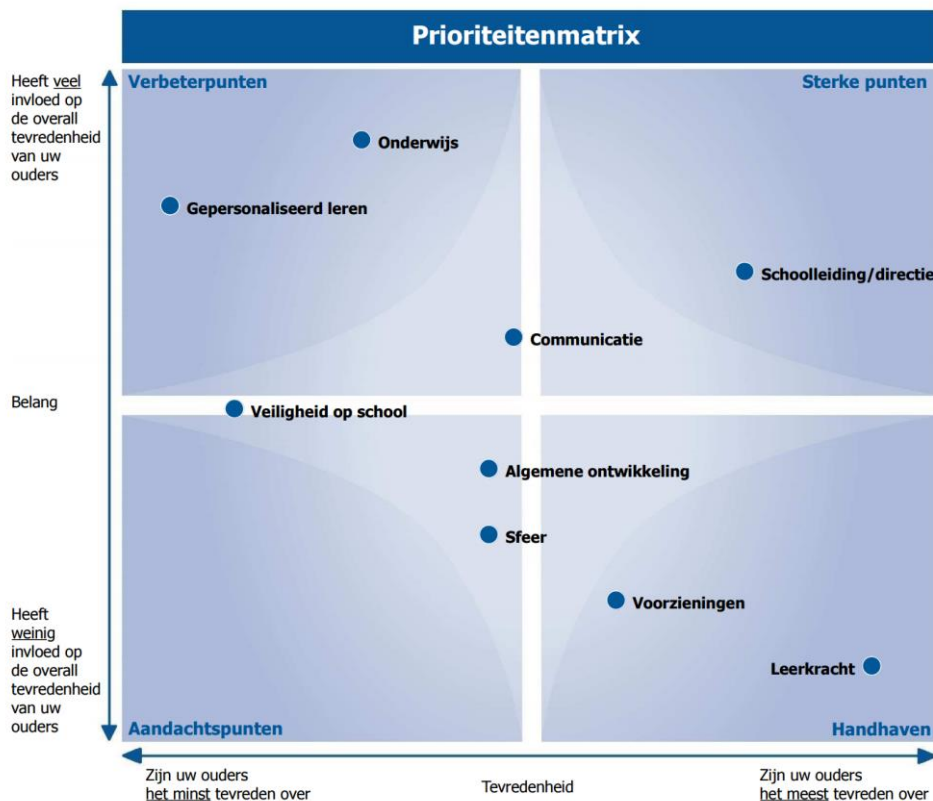 Prioriteitenmatrix
Heeft veel
invloed op
de overall
tevredenheid
van uw
ouders
Verbeterpunten
Sterke punten
Onderwijs
Gepersonaliseerd leren
Schoolleiding/directie
Communicatie
Belang
Veiligheid op school
Algemene ontwikkeling
Sfeer
Voorzieningen
Heeft
weinig
invloed op
de overall
tevredenheid
van uw
ouders
Leerkracht
Aandachtspunten
Handhaven
Zijn uw ouders
het minst tevreden over
Tevredenheid
Zijn uw ouders
het meest tevreden over